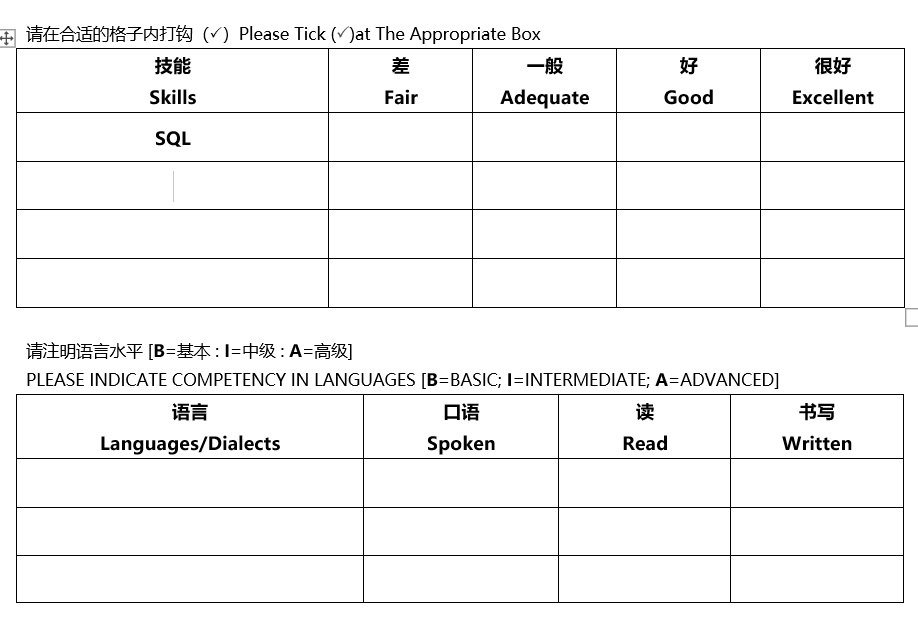 请在合适的格子内打钩（✓）Please Tick (✓)at The Appropriate Box
技能 差 一般 好 很好
Skills Fair Adequate Good Excellent
SQL
请注明语言水平 [B=基本 : I=中级 : A=高级]
PLEASE INDICATE COMPETENCY IN LANGUAGES [B=BASIC; I=INTERMEDIATE; A=ADVANCED]
语言 口语 读 书写
Languages/Dialects Spoken Read Written